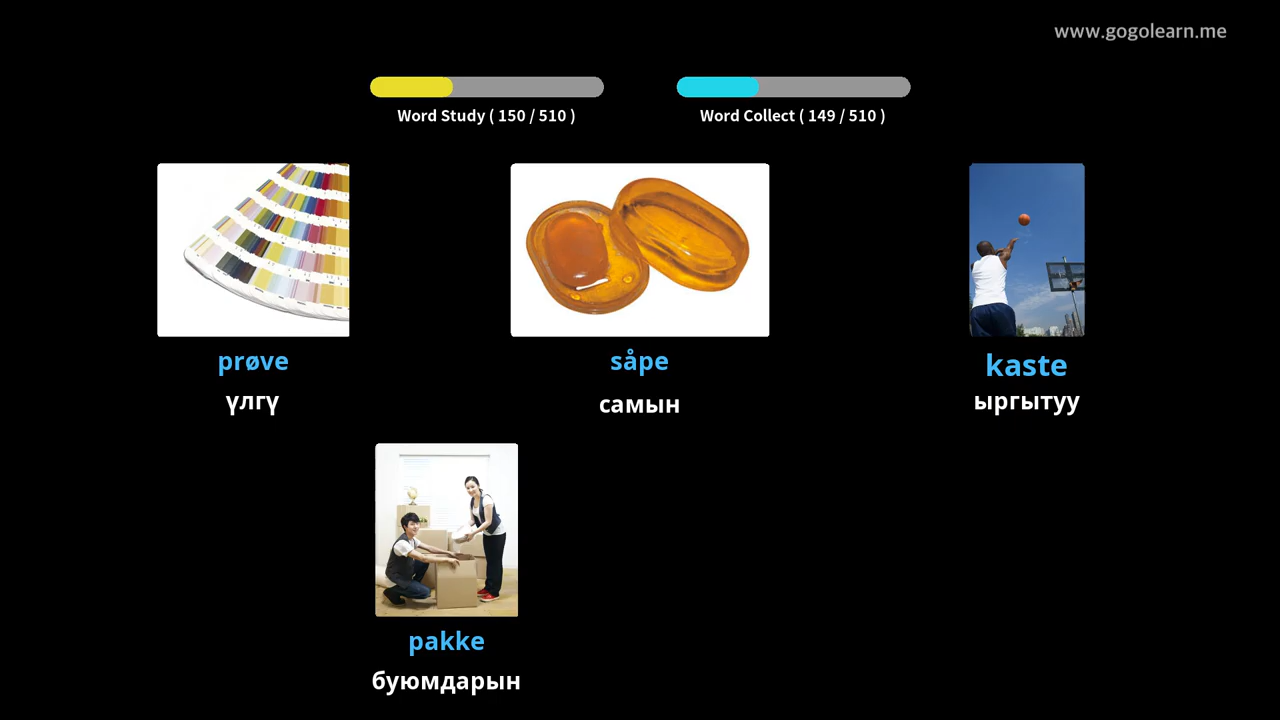 www.gogolearn.me
Word Study ( 150 / 510 )
Word Collect ( 149 / 510 )
prøve
үлгү
såpe
самын
kaste
ыргытуу
pakke
буюмдарын